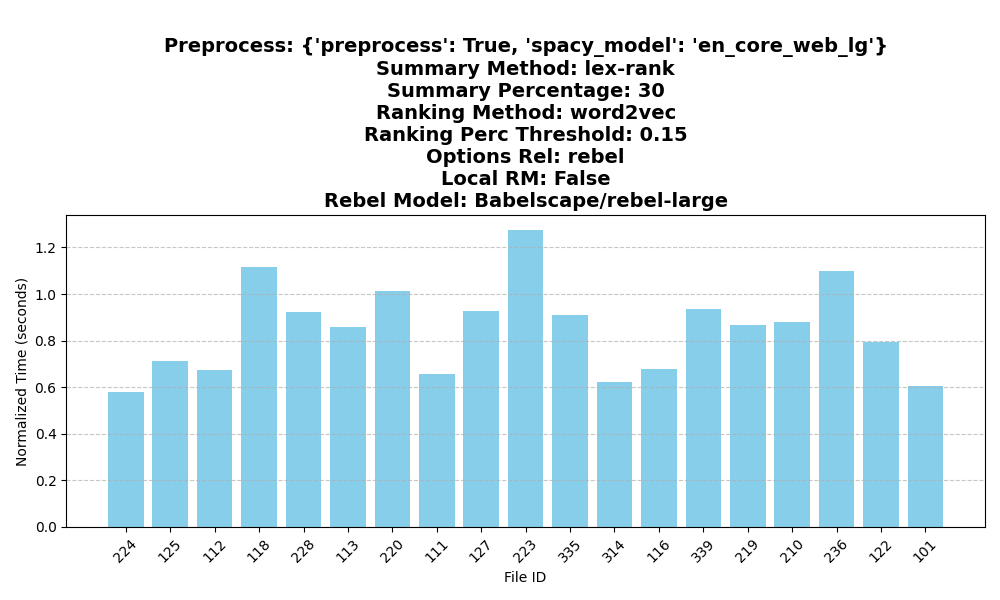 Preprocess: {'preprocess': True, 'spacy_model': 'en_core_web_lg'}
Summary Method: lex-rank
Summary Percentage: 30
Ranking Method: word2vec
Ranking Perc Threshold: 0.15
Options Rel: rebel
Local RM: False
Rebel Model: Babelscape/rebel-large
Normalized Time (seconds)
1.2
1.0
0.8
0.6
0.4
0.2
0.0
224 125 112 118 228 113 220 111 127 223 335 314 116 339 219 210 236 122 101
File ID